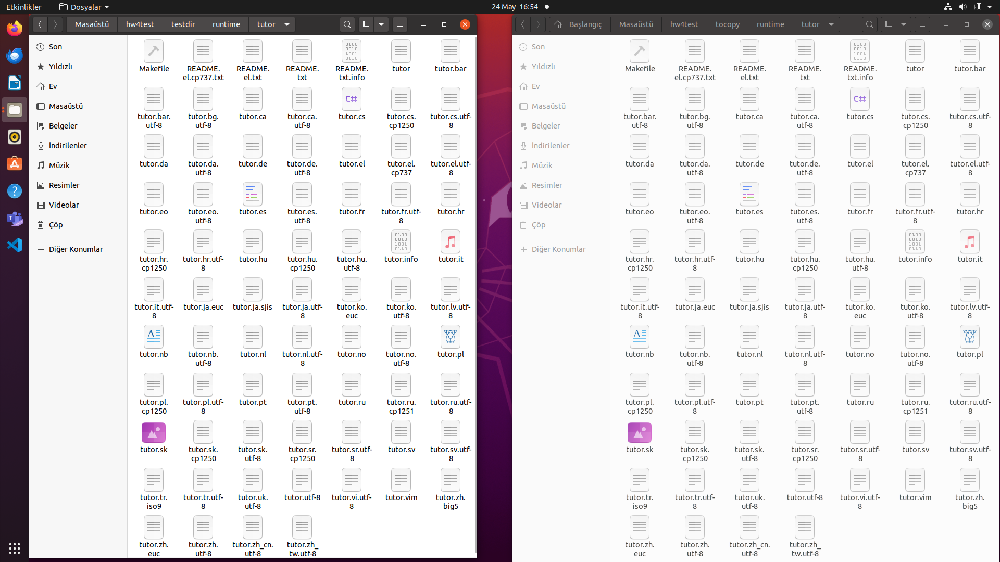 Etkinlikler
Dosyalar
24 May 16:54
Masaüstü
hw4test
testdir
runtime
tutor
Son
Yıldızlı
Ev
Masaüstü
Belgeler
İndirilenler
Müzik
Resimler
Videolar
Çöp
Diğer Konumlar
Makefile
README.
el.cp737.txt
README.
el.txt
README.
txt
README.
txt.info
tutor
tutor.bar
tutor.bar.
utf-8
tutor.bg.
utf-8
tutor.ca
tutor.ca.
utf-8
tutor.cs
tutor.cs.
cp1250
tutor.cs.utf-
8
tutor.da
tutor.da.
utf-8
tutor.de
tutor.de.
utf-8
tutor.el
tutor.el.
cp737
tutor.el.utf-
8
tutor.eo
tutor.eo.
utf-8
tutor.es
tutor.es.
utf-8
tutor.fr
tutor.fr.utf-
8
tutor.hr
tutor.hr.
cp1250
tutor.hr.utf-
8
tutor.hu
tutor.hu.
cp1250
tutor.hu.
utf-8
tutor.info
tutor.it
tutor.it.utf-
8
tutor.ja.euc
tutor.ja.sjis
tutor.ja.utf-
8
tutor.ko.
euc
tutor.ko.
utf-8
tutor.lv.utf-
8
tutor.nb
tutor.nb.
utf-8
tutor.nl
tutor.nl.utf-
8
tutor.no
tutor.no.
utf-8
tutor.pl
tutor.pl.
cp1250
tutor.pl.utf-
8
tutor.pt
tutor.pt.
utf-8
tutor.ru
tutor.ru.
cp1251
tutor.ru.utf-
8
tutor.sk
tutor.sk.
cp1250
tutor.sk.
utf-8
tutor.sr.
cp1250
tutor.sr.utf-
8
tutor.sv
tutor.sv.utf-
8
tutor.tr.
iso9
tutor.tr.utf-
8
tutor.uk.
utf-8
tutor.utf-8
tutor.vi.utf-
8
tutor.vim
tutor.zh.
big5
tutor.zh.
euc
tutor.zh.
utf-8
tutor.zh_cn.
utf-8
tutor.zh_
tw.utf-8
Başlangıç
Masaüstü
hw4test
tocopy
runtime
tutor
Son
Yıldızlı
Ev
Masaüstü
Belgeler
İndirilenler
Müzik
Resimler
Videolar
Çöp
Diğer Konumlar
Makefile
README.
el.cp737.txt
README.
el.txt
README.
txt
README.
txt.info
tutor
tutor.bar
tutor.bar.
utf-8
tutor.bg.
utf-8
tutor.ca
tutor.ca.
utf-8
tutor.cs
tutor.cs.
cp1250
tutor.cs.utf-
8
tutor.da
tutor.da.
utf-8
tutor.de
tutor.de.
utf-8
tutor.el
tutor.el.
cp737
tutor.el.utf-
8
tutor.eo
tutor.eo.
utf-8
tutor.es
tutor.es.
utf-8
tutor.fr
tutor.fr.utf-
8
tutor.hr
tutor.hr.
cp1250
tutor.hr.utf-
8
tutor.hu
tutor.hu.
cp1250
tutor.hu.
utf-8
tutor.info
tutor.it
tutor.it.utf-
8
tutor.ja.euc
tutor.ja.sjis
tutor.ja.utf-
8
tutor.ko.
euc
tutor.ko.
utf-8
tutor.lv.utf-
8
tutor.nb
tutor.nb.
utf-8
tutor.nl
tutor.nl.utf-
8
tutor.no
tutor.no.
utf-8
tutor.pl
tutor.pl.
cp1250
tutor.pl.utf-
8
tutor.pt
tutor.pt.
utf-8
tutor.ru
tutor.ru.
cp1251
tutor.ru.utf-
8
tutor.sk
tutor.sk.
cp1250
tutor.sk.
utf-8
tutor.sr.
cp1250
tutor.sr.utf-
8
tutor.sv
tutor.sv.utf-
8
tutor.tr.
iso9
tutor.tr.utf-
8
tutor.uk.
utf-8
tutor.utf-8
tutor.vi.utf-
8
tutor.vim
tutor.zh.
big5
tutor.zh.
euc
tutor.zh.
utf-8
tutor.zh_cn.
utf-8
tutor.zh_
tw.utf-8